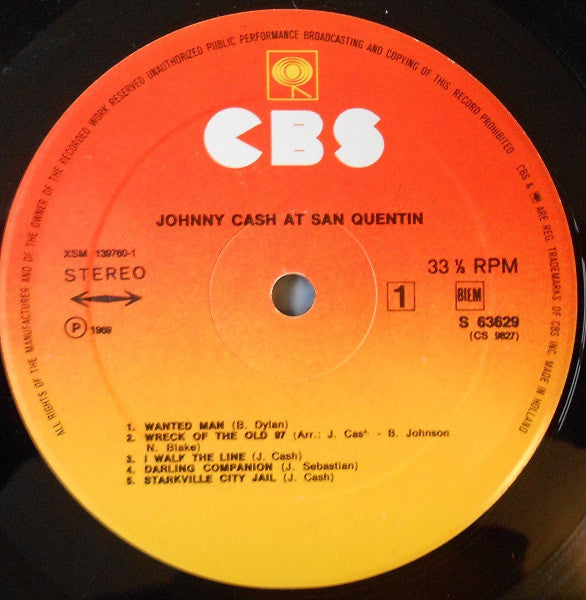 ALL RIGHTS OF THE MANUFACTURER AND OF THE OWNER OF THE RECORDED WORK RESERVED UNAUTHORIZED PUBLIC PERFORMANCE BROADCASTING AND COPYING OF THIS RECORD PROHIBITED
CBS & ARE REG. TRADEMARKS OF CBS INC. MADE IN HOLLAND
CBS
JOHNNY CASH AT SAN QUENTIN
XSM 139760-1
STEREO
33 ⅓ RPM
1
BIEM
Ⓟ 1969
S 63629
(CS 9827)
1. WANTED MAN (B. Dylan)
2. WRECK OF THE OLD 97 (Arr.: J. Cash - B. Johnson
N. Blake)
3. I WALK THE LINE (J. Cash)
4. DARLING COMPANION (J. Sebastian)
5. STARKVILLE CITY JAIL (J. Cash)